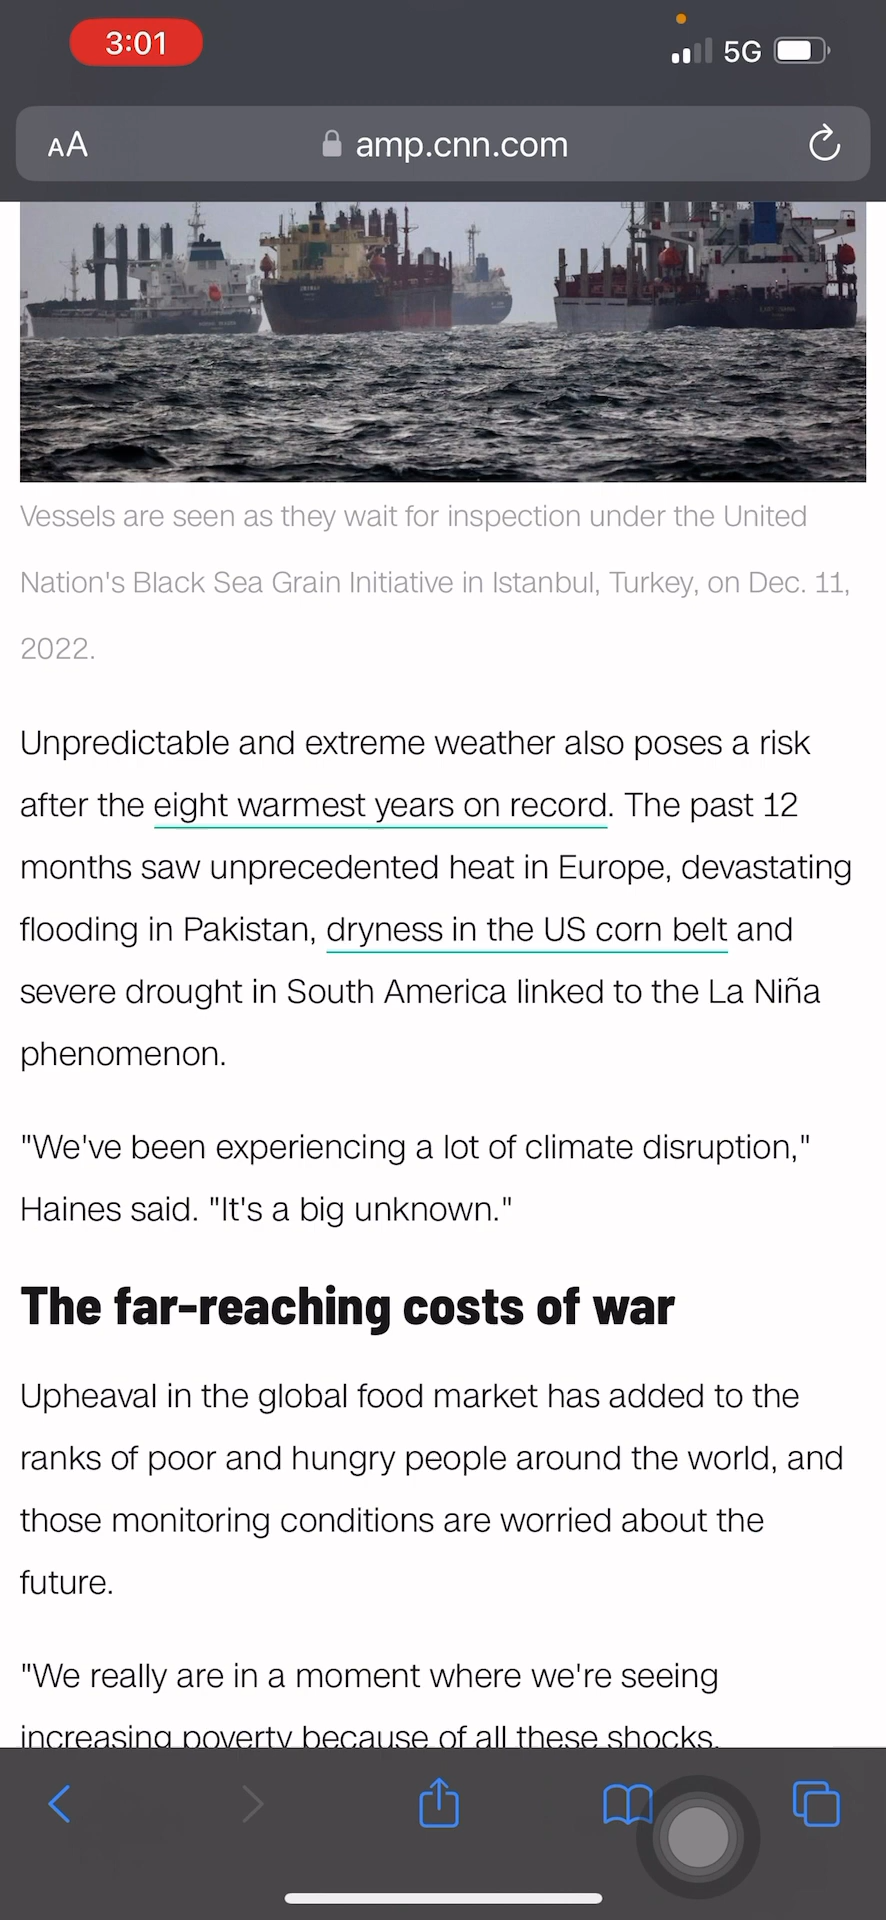 3:01
5G
AA
amp.cnn.com
Vessels are seen as they wait for inspection under the United
Nation's Black Sea Grain Initiative in Istanbul, Turkey, on Dec. 11,
2022.
Unpredictable and extreme weather also poses a risk
after the eight warmest years on record. The past 12
months saw unprecedented heat in Europe, devastating
flooding in Pakistan, dryness in the US corn belt and
severe drought in South America linked to the La Niña
phenomenon.
"We've been experiencing a lot of climate disruption,"
Haines said. "It's a big unknown."
The far-reaching costs of war
Upheaval in the global food market has added to the
ranks of poor and hungry people around the world, and
those monitoring conditions are worried about the
future.
"We really are in a moment where we're seeing
increasing poverty because of all these shocks,